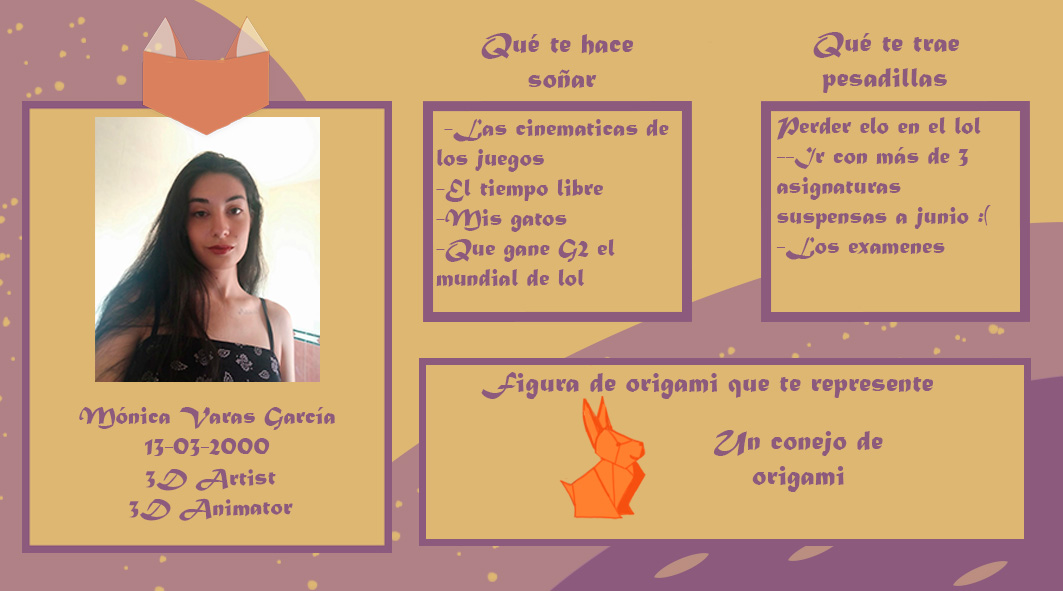 Mónica Varas García
13-03-2000
3D Artist
3D Animator
Qué te hace
soñar
-Las cinematicas de
los juegos
-El tiempo libre
-Mis gatos
-Que gane G2 el
mundial de lol
Qué te trae
pesadillas
Perder elo en el lol
--Ir con más de 3
asignaturas
suspensas a junio :(
-Los examenes
Figura de origami que te represente
Un conejo de
origami